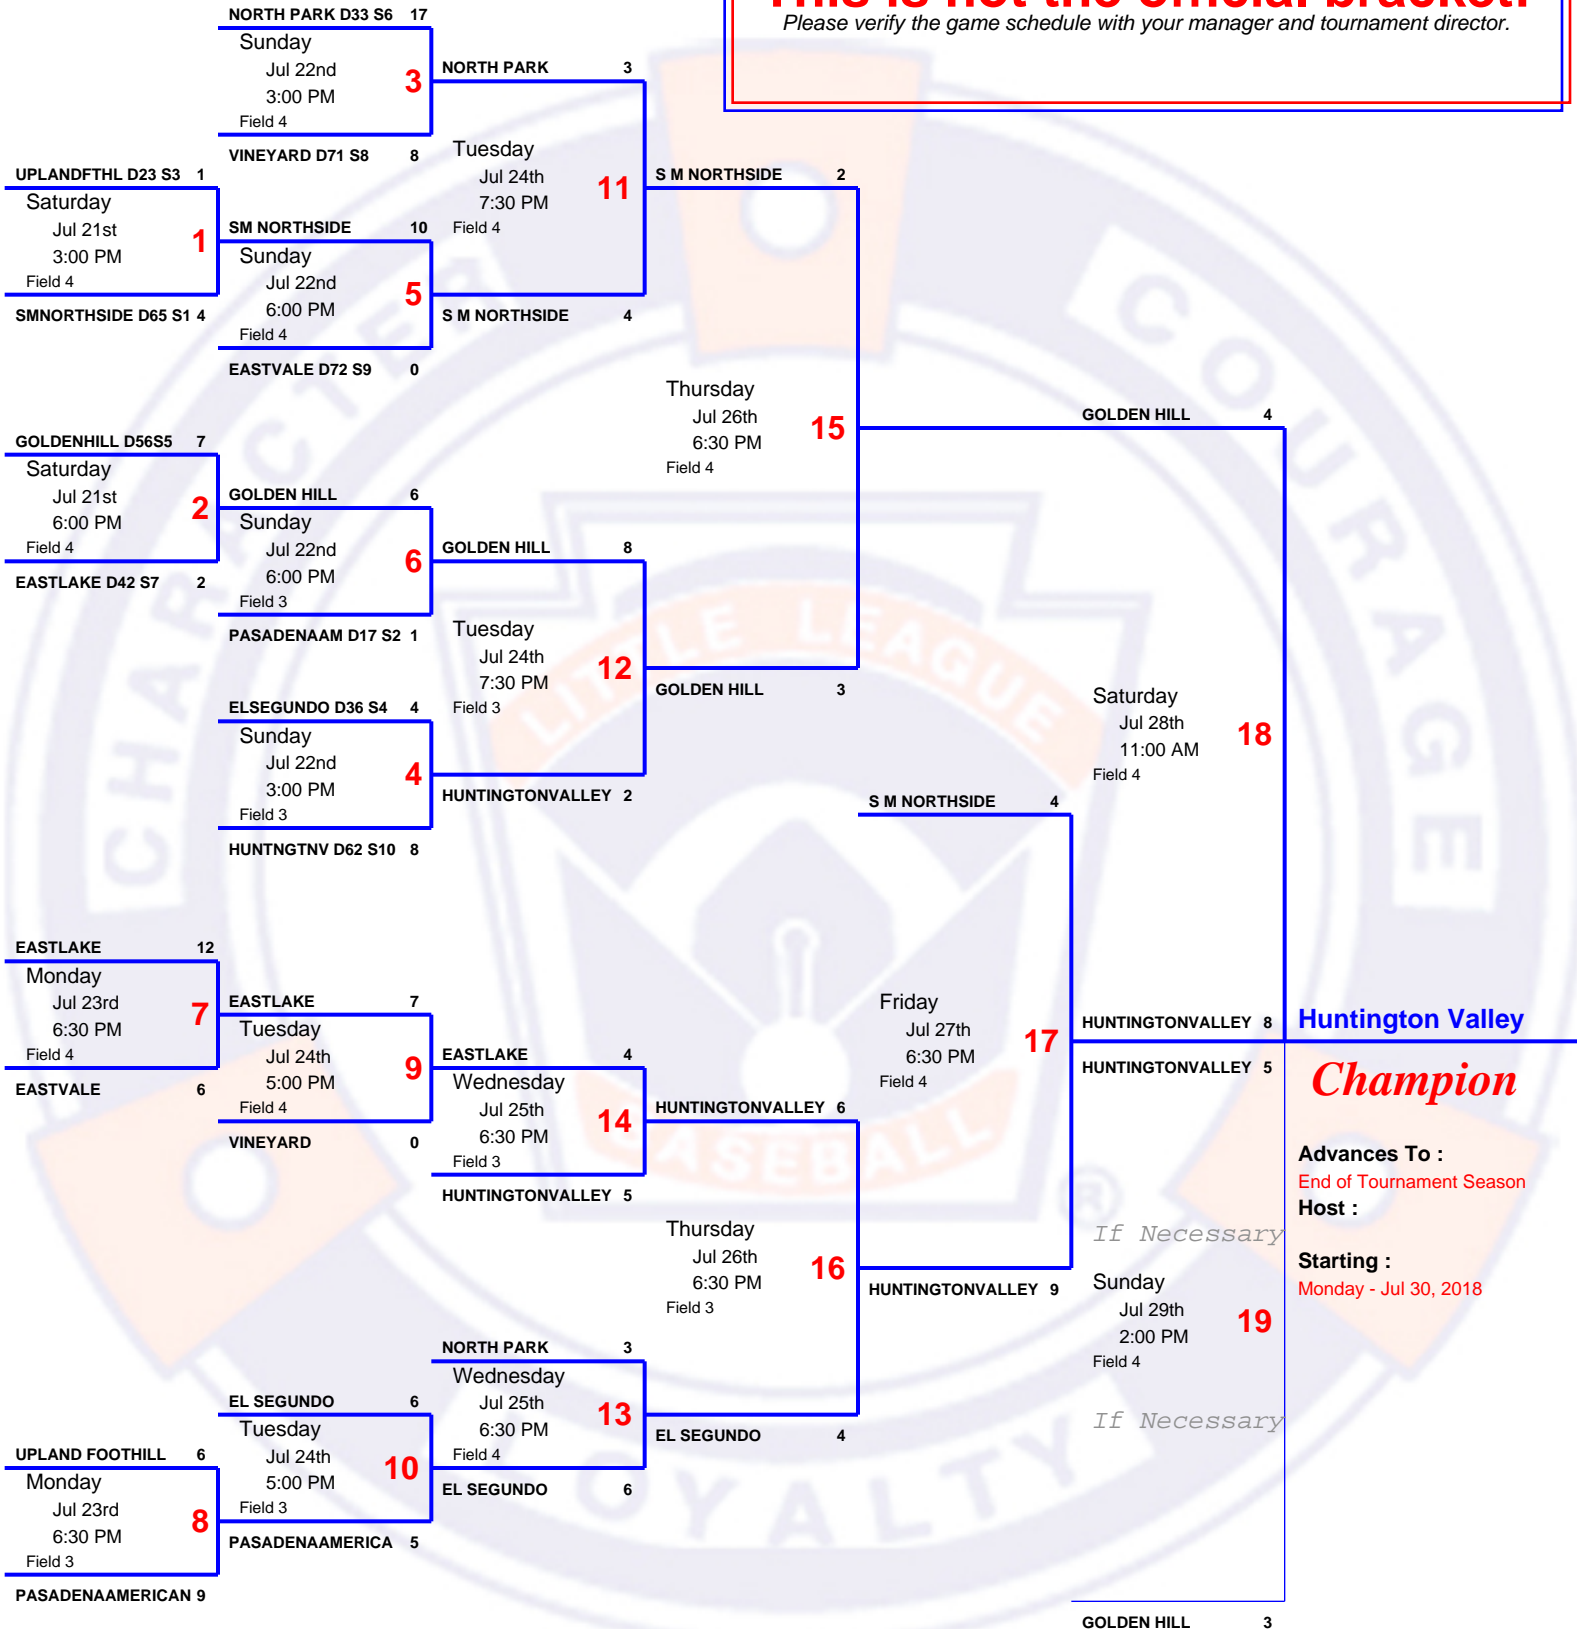 This is not the official bracket!
Please verify the game schedule with your manager and tournament director.
NORTH PARK D33 S6 17
Sunday
Jul 22nd
3:00 PM
Field 4
3
VINEYARD D71 S8 8
NORTH PARK 3
UPLANDFTHL D23 S3 1
Saturday
Jul 21st
3:00 PM
Field 4
1
SMNORTHSIDE D65 S1 4
SM NORTHSIDE 10
Sunday
Jul 22nd
6:00 PM
Field 4
5
EASTVALE D72 S9 0
Tuesday
Jul 24th
7:30 PM
Field 4
11
S M NORTHSIDE 4
S M NORTHSIDE 2
GOLDENHILL D56S5 7
Saturday
Jul 21st
6:00 PM
Field 4
2
EASTLAKE D42 S7 2
GOLDEN HILL 6
Sunday
Jul 22nd
6:00 PM
Field 3
6
PASADENAAM D17 S2 1
GOLDEN HILL 8
Tuesday
Jul 24th
7:30 PM
Field 3
12
ELSEGUNDO D36 S4 4
Sunday
Jul 22nd
3:00 PM
Field 3
4
HUNTNGTNV D62 S10 8
HUNTINGTONVALLEY 2
Thursday
Jul 26th
6:30 PM
Field 4
15
GOLDEN HILL 3
GOLDEN HILL 4
Saturday
Jul 28th
11:00 AM
Field 4
18
EASTLAKE 12
Monday
Jul 23rd
6:30 PM
Field 4
7
EASTVALE 6
EASTLAKE 7
Tuesday
Jul 24th
5:00 PM
Field 4
9
VINEYARD 0
EASTLAKE 4
Wednesday
Jul 25th
6:30 PM
Field 3
14
HUNTINGTONVALLEY 5
HUNTINGTONVALLEY 6
Thursday
Jul 26th
6:30 PM
Field 3
16
UPLAND FOOTHILL 6
Monday
Jul 23rd
6:30 PM
Field 3
8
PASADENAAMERICAN 9
EL SEGUNDO 6
Tuesday
Jul 24th
5:00 PM
Field 3
10
PASADENAAMERICA 5
NORTH PARK 3
Wednesday
Jul 25th
6:30 PM
Field 4
13
EL SEGUNDO 6
EL SEGUNDO 4
S M NORTHSIDE 4
Friday
Jul 27th
6:30 PM
Field 4
17
HUNTINGTONVALLEY 9
HUNTINGTONVALLEY 8
HUNTINGTONVALLEY 5
If Necessary
Sunday
Jul 29th
2:00 PM
Field 4
19
If Necessary
GOLDEN HILL 3
Huntington Valley
Champion
Advances To :
End of Tournament Season
Host :
Starting :
Monday - Jul 30, 2018
CHARACTER
COURAGE
LOYALTY
LITTLE LEAGUE
BASEBALL
®